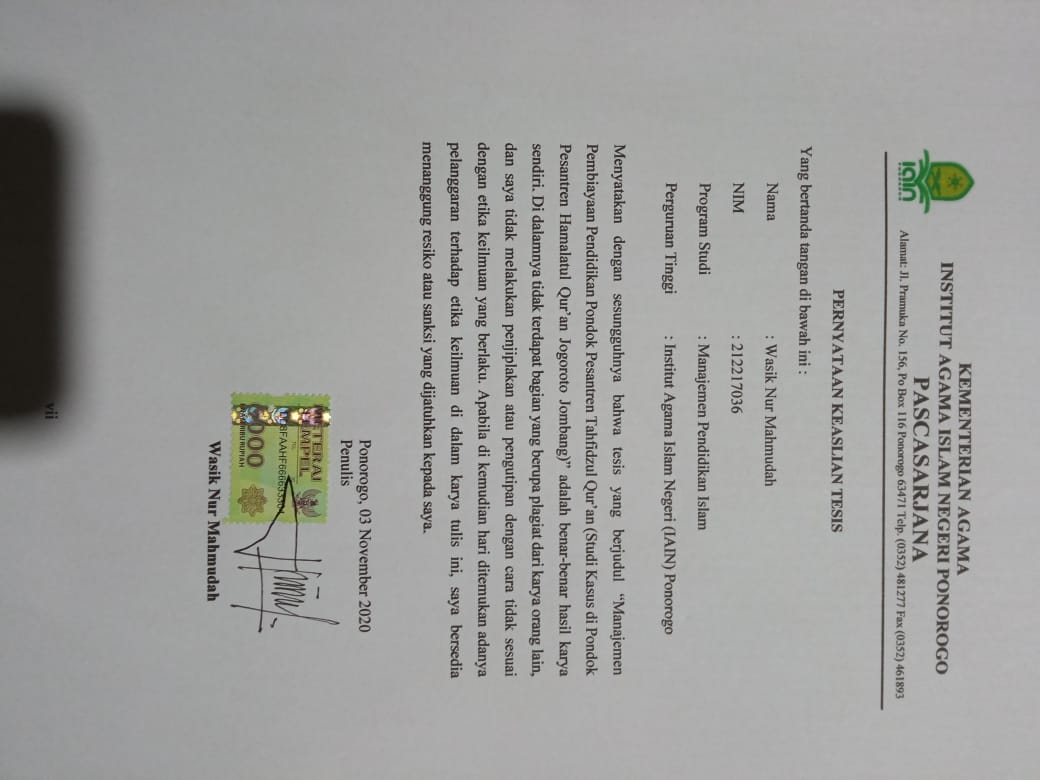 KEMENTERIAN AGAMA
INSTITUT AGAMA ISLAM NEGERI PONOROGO
PASCASARJANA
Alamat: Jl. Pramuka No. 156, Po Box 116 Ponorogo 63471 Telp. (0352) 481277 Fax (0352) 461893
iain
PERNYATAAN KEASLIAN TESIS
Yang bertanda tangan di bawah ini :
Nama : Wasik Nur Mahmudah
NIM : 212217036
Program Studi : Manajemen Pendidikan Islam
Perguruan Tinggi : Institut Agama Islam Negeri (IAIN) Ponorogo
Menyatakan dengan sesungguhnya bahwa tesis yang berjudul “Manajemen
Pembiayaan Pendidikan Pondok Pesantren Tahfidzul Qur’an (Studi Kasus di Pondok
Pesantren Hamalatul Qur’an Jogoroto Jombang)” adalah benar-benar hasil karya
sendiri. Di dalamnya tidak terdapat bagian yang berupa plagiat dari karya orang lain,
dan saya tidak melakukan penjiplakan atau pengutipan dengan cara tidak sesuai
dengan etika keilmuan yang berlaku. Apabila di kemudian hari ditemukan adanya
pelanggaran terhadap etika keilmuan di dalam karya tulis ini, saya bersedia
menanggung resiko atau sanksi yang dijatuhkan kepada saya.
Ponorogo, 03 November 2020
Penulis
TERAI
MPEL
000
RIBU RUPIAH
Wasik Nur Mahmudah
vii